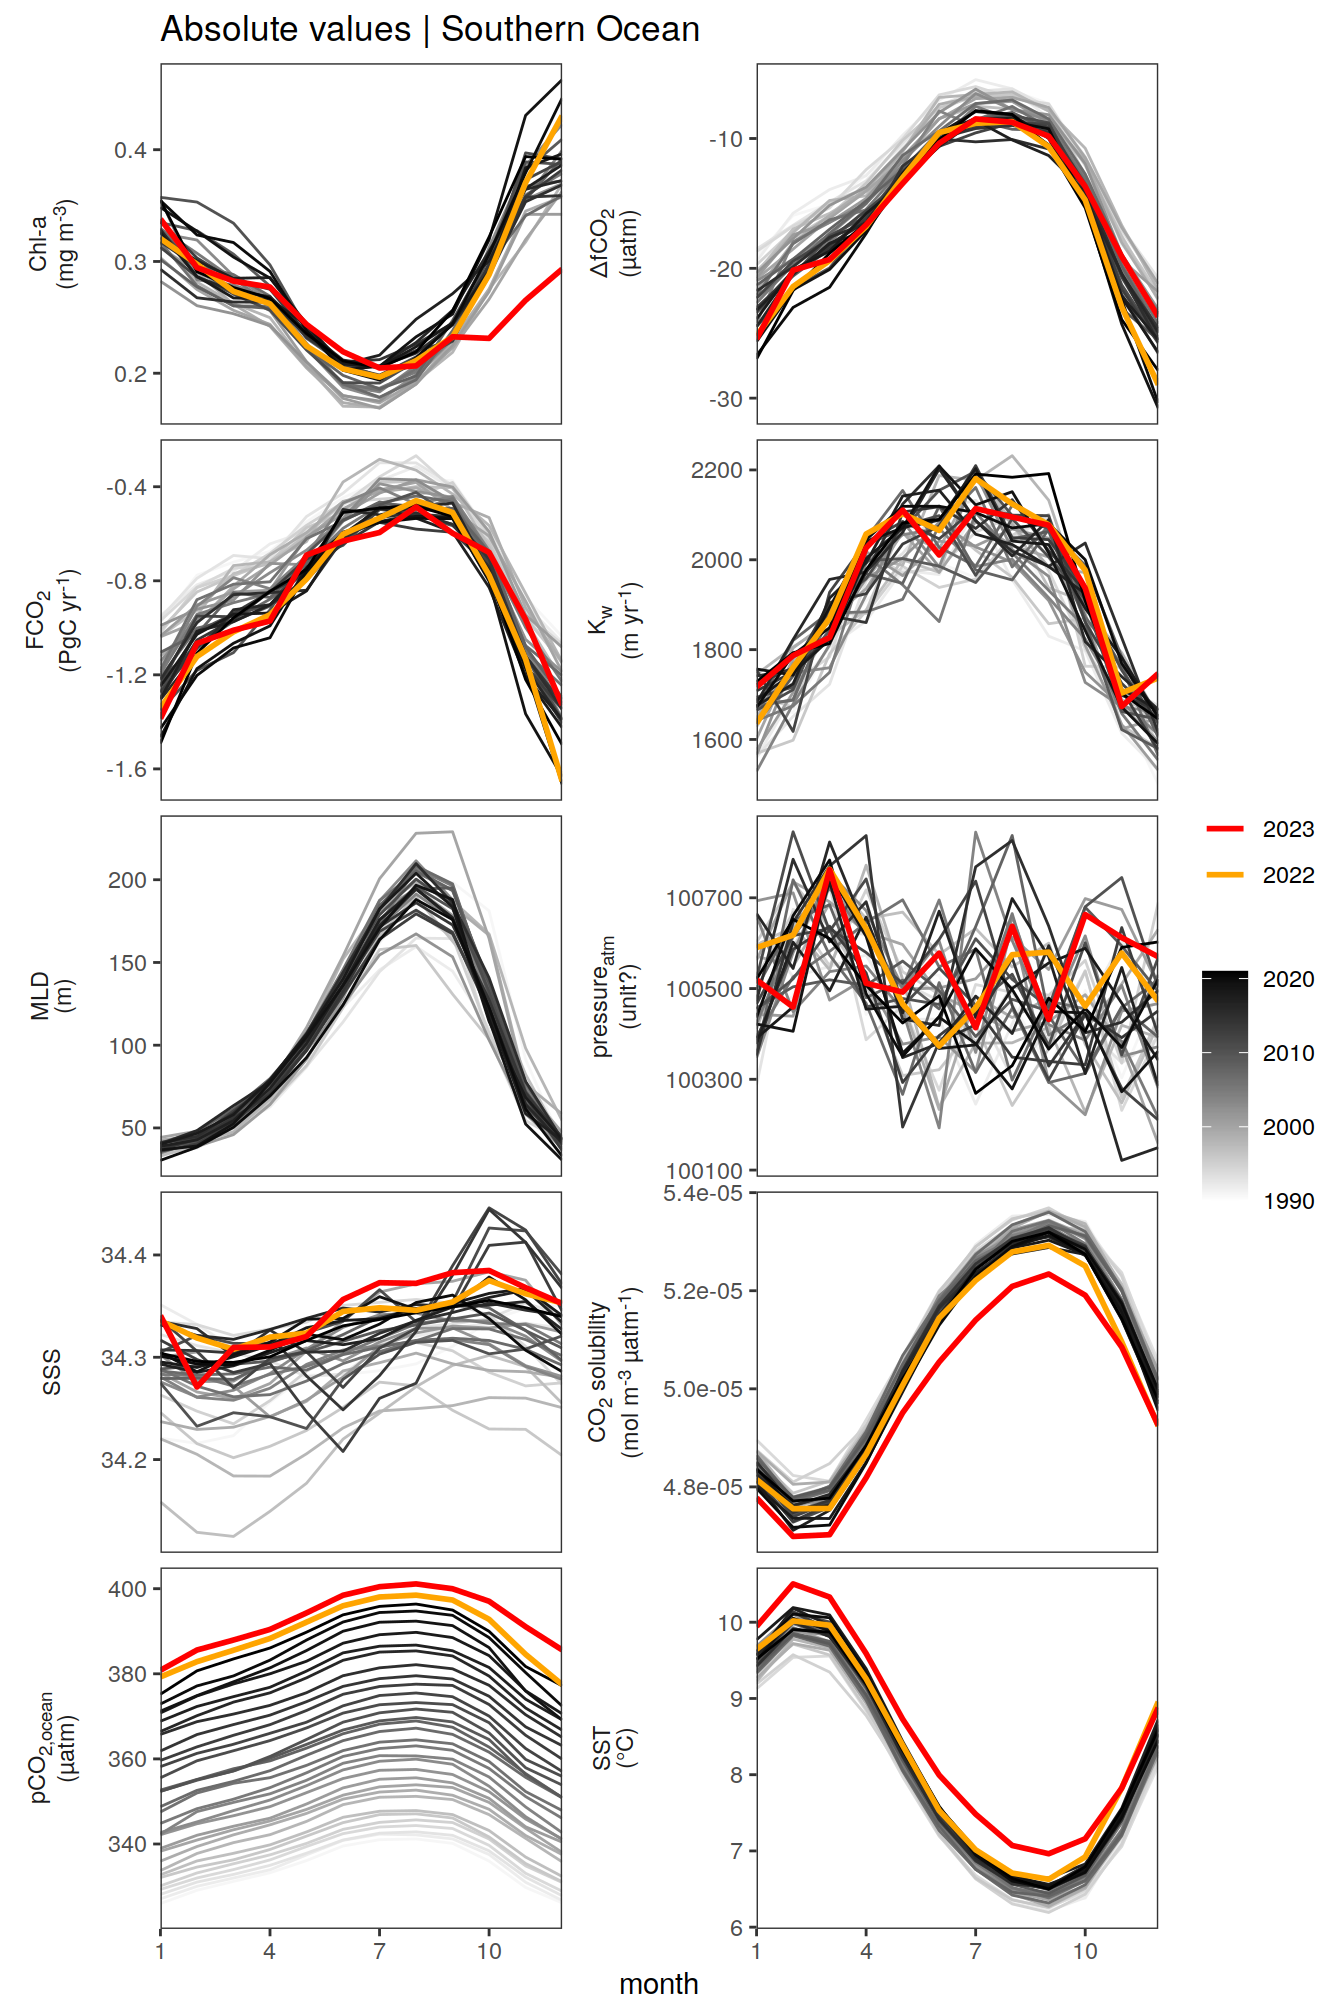 Absolute values | Southern Ocean
Chl-a
(mg m-3)
0.4
0.3
0.2
ΔfCO2
(µatm)
-10
-20
-30
FCO2
(PgC yr-1)
-0.4
-0.8
-1.2
-1.6
Kw
(m yr-1)
2200
2000
1800
1600
MLD
(m)
200
150
100
50
pressureatm
(unit?)
100700
100500
100300
100100
SSS
34.4
34.3
34.2
CO2 solubility
(mol m-3 µatm-1)
5.4e-05
5.2e-05
5.0e-05
4.8e-05
pCO2,ocean
(µatm)
400
380
360
340
1
4
7
10
SST
(°C)
10
9
8
7
6
1
4
7
10
month
2023
2022
2020
2010
2000
1990